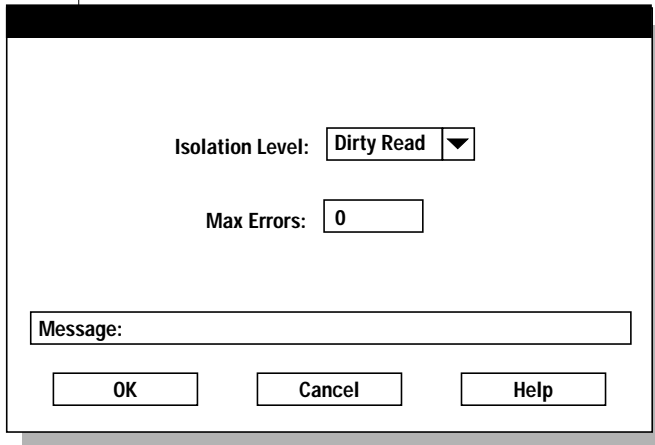 Isolation Level: Dirty Read
Max Errors: 0
Message:
OK Cancel Help